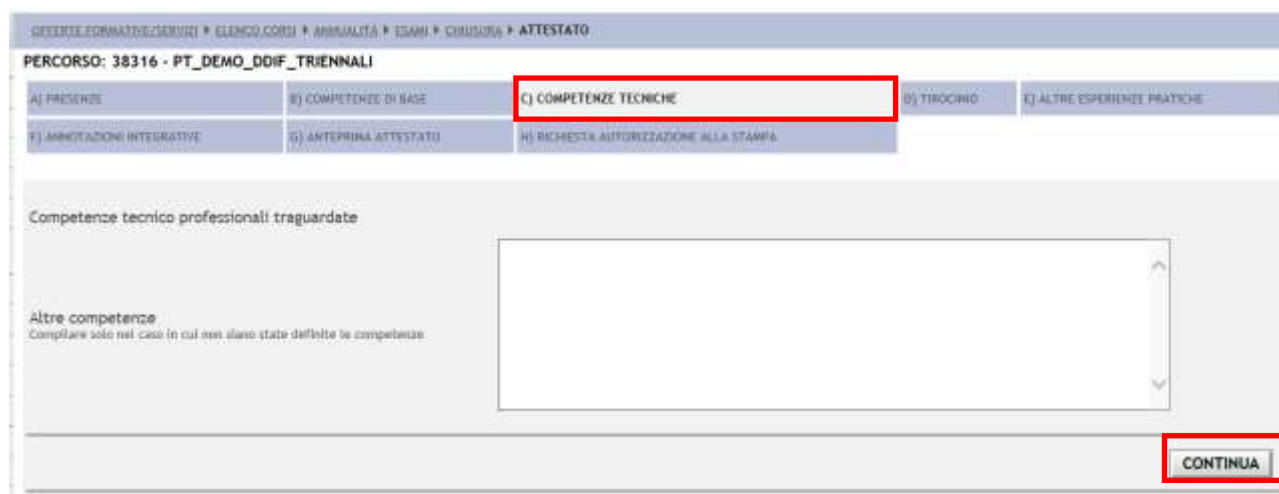 OFFERTE FORMATIVE/SERVIZI ▶ ELENCO CORSI ▶ ANNUALITÀ ▶ ESAMI ▶ CHIUSURA ▶ ATTESTATO
PERCORSO: 38316 - PT_DEMO_DDIF_TRIENNALI
A) PRESENZE B) COMPETENZE DI BASE C) COMPETENZE TECNICHE D) TIROCINIO E) ALTRE ESPERIENZE PRATICHE
F) ANNOTAZIONI INTEGRATIVE G) ANTEPRIMA ATTESTATO H) RICHIESTA AUTORIZZAZIONE ALLA STAMPA
Competenze tecnico professionali traguardate
Altre competenze
Compilare solo nel caso in cui non siano state definite le competenze
CONTINUA